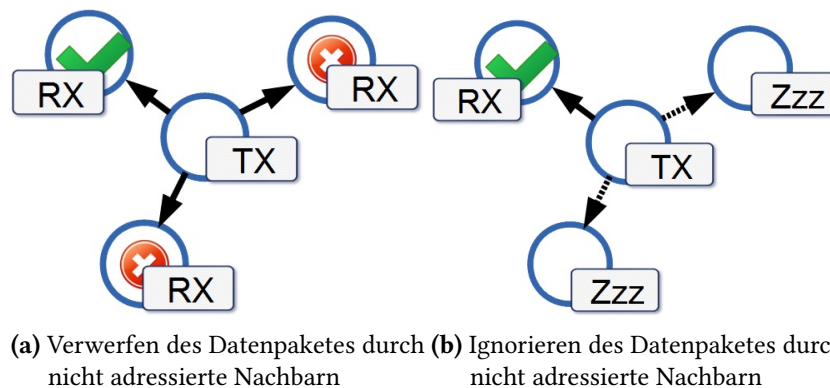 RX
RX
TX
RX
RX
Zzz
TX
Zzz
(a) Verwerfen des Datenpaketes durch
nicht adressierte Nachbarn
(b) Ignorieren des Datenpaketes durc
nicht adressierte Nachbarn